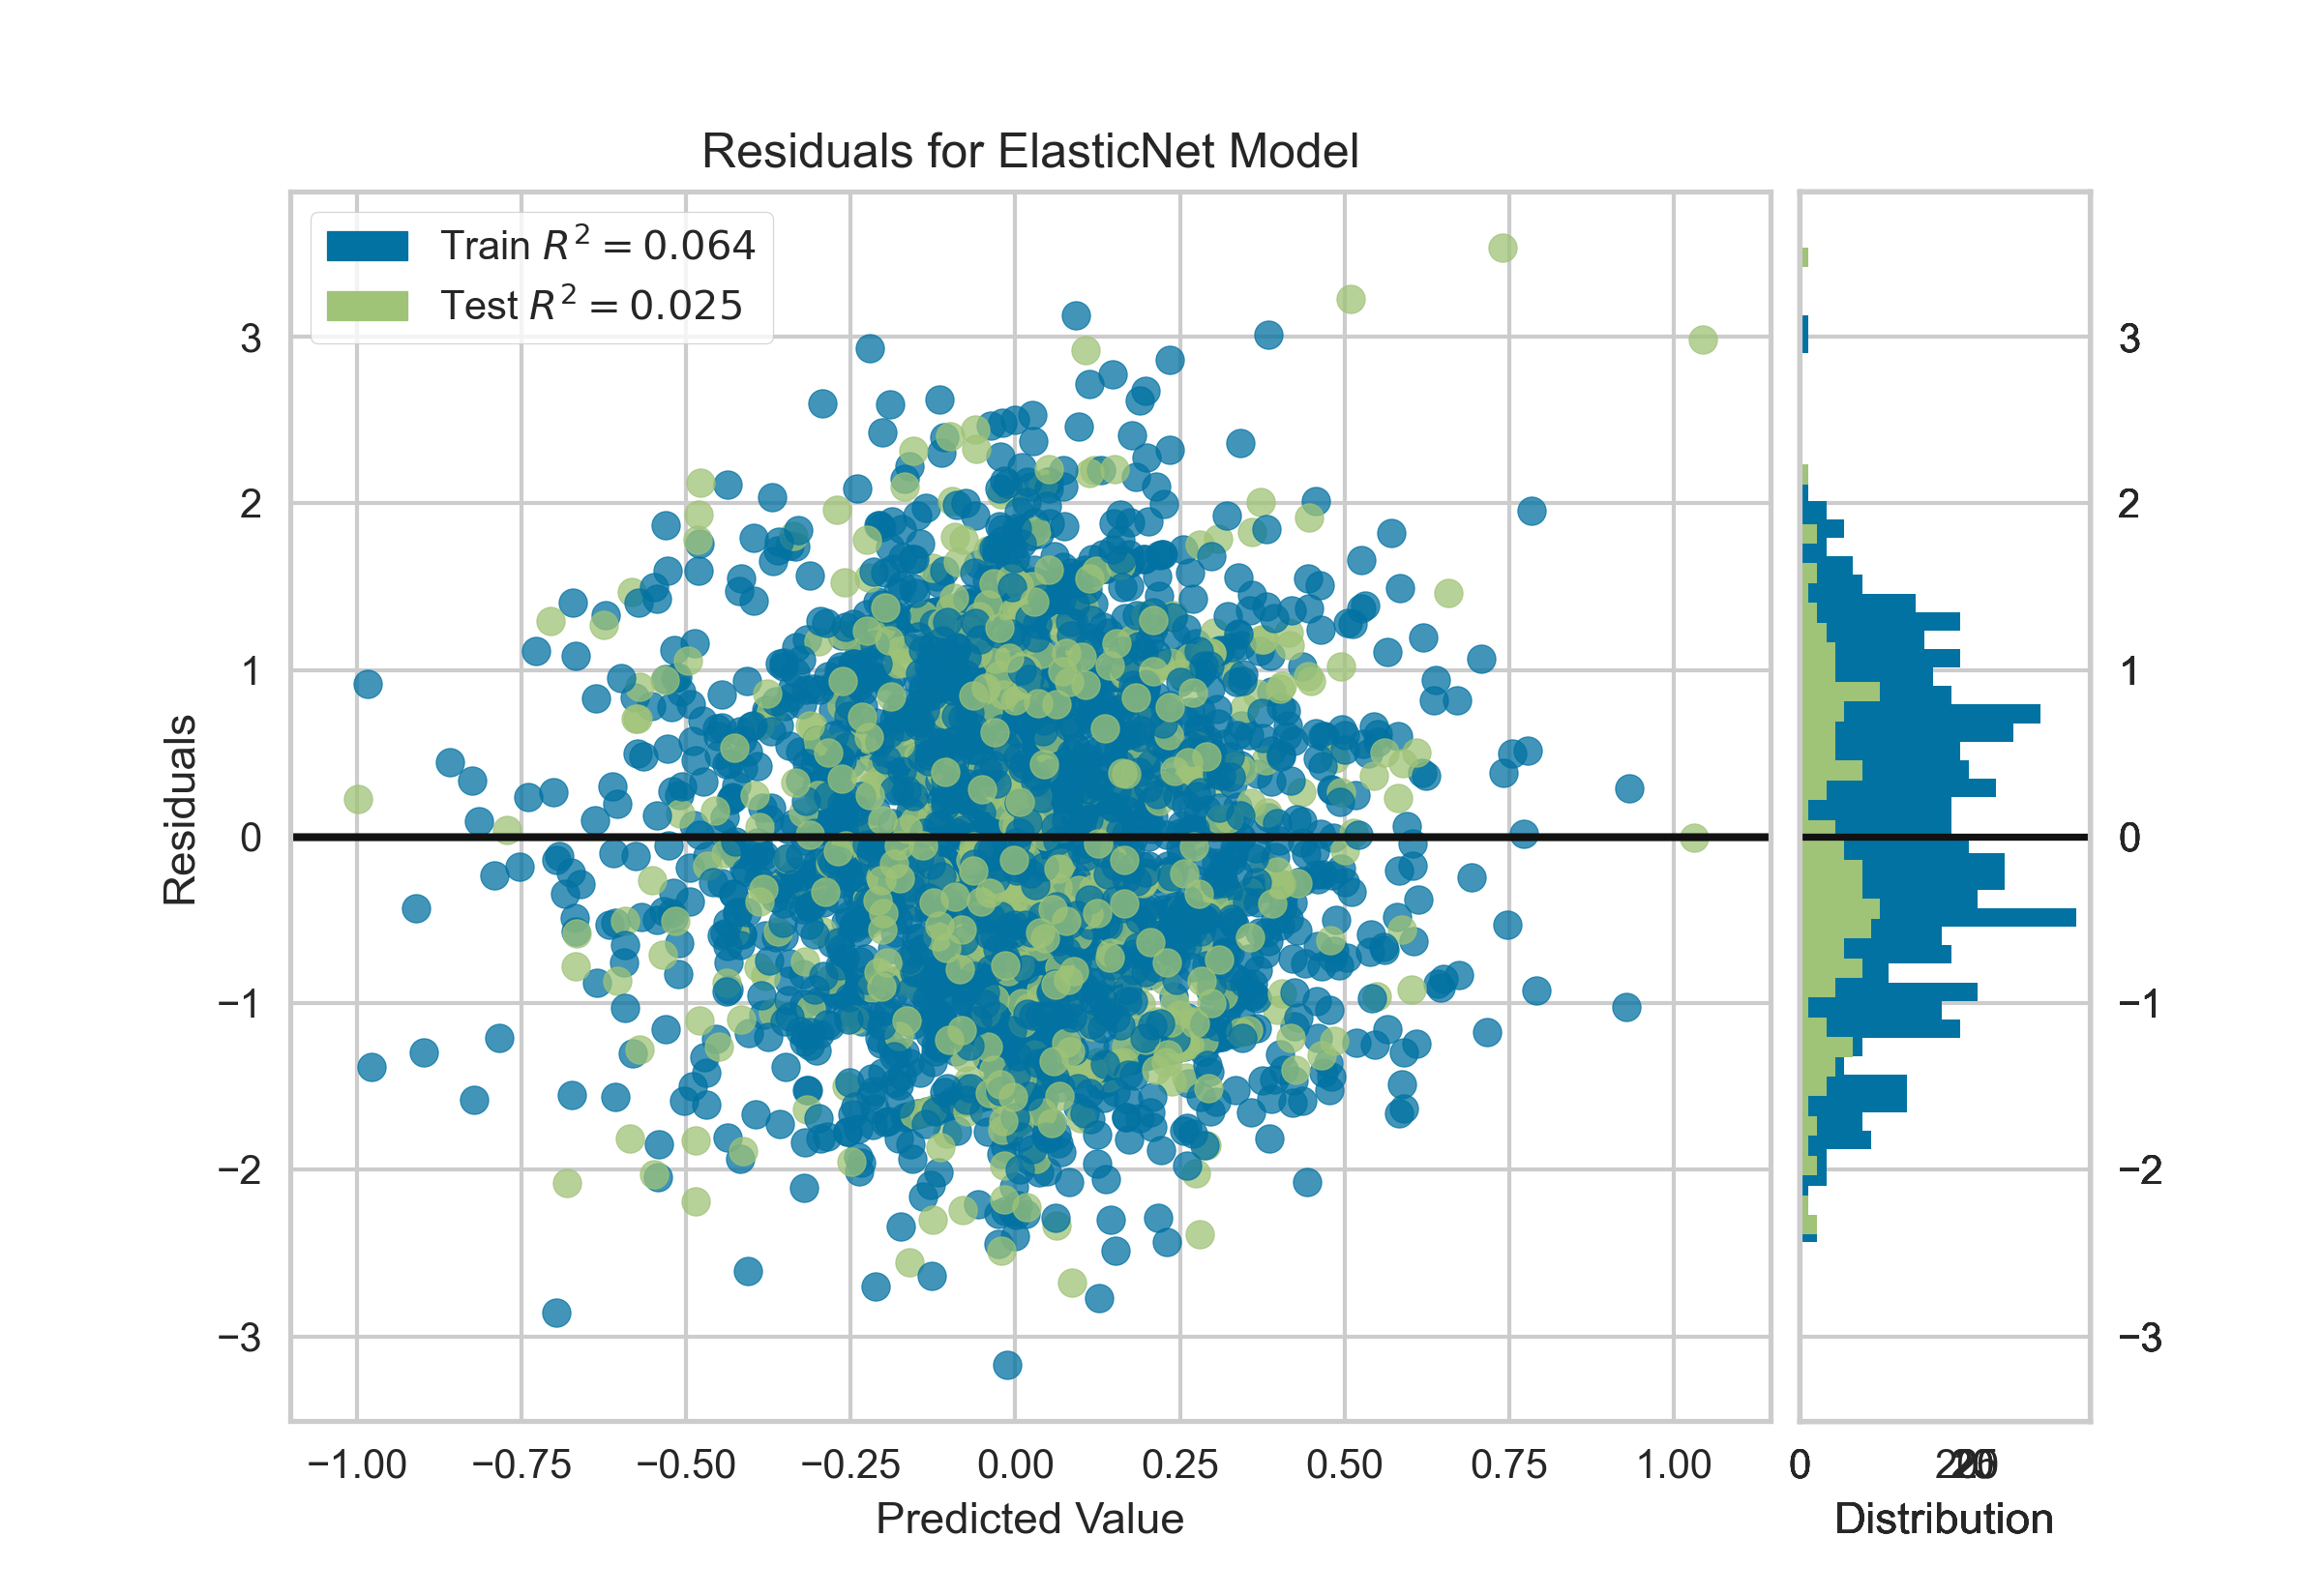 Residuals for ElasticNet Model
Train R² = 0.064
Test R² = 0.025
Residuals
3
2
1
0
−1
−2
−3
3
2
1
0
−1
−2
−3
−1.00 −0.75 −0.50 −0.25 0.00 0.25 0.50 0.75 1.00
0
Predicted Value
Distribution